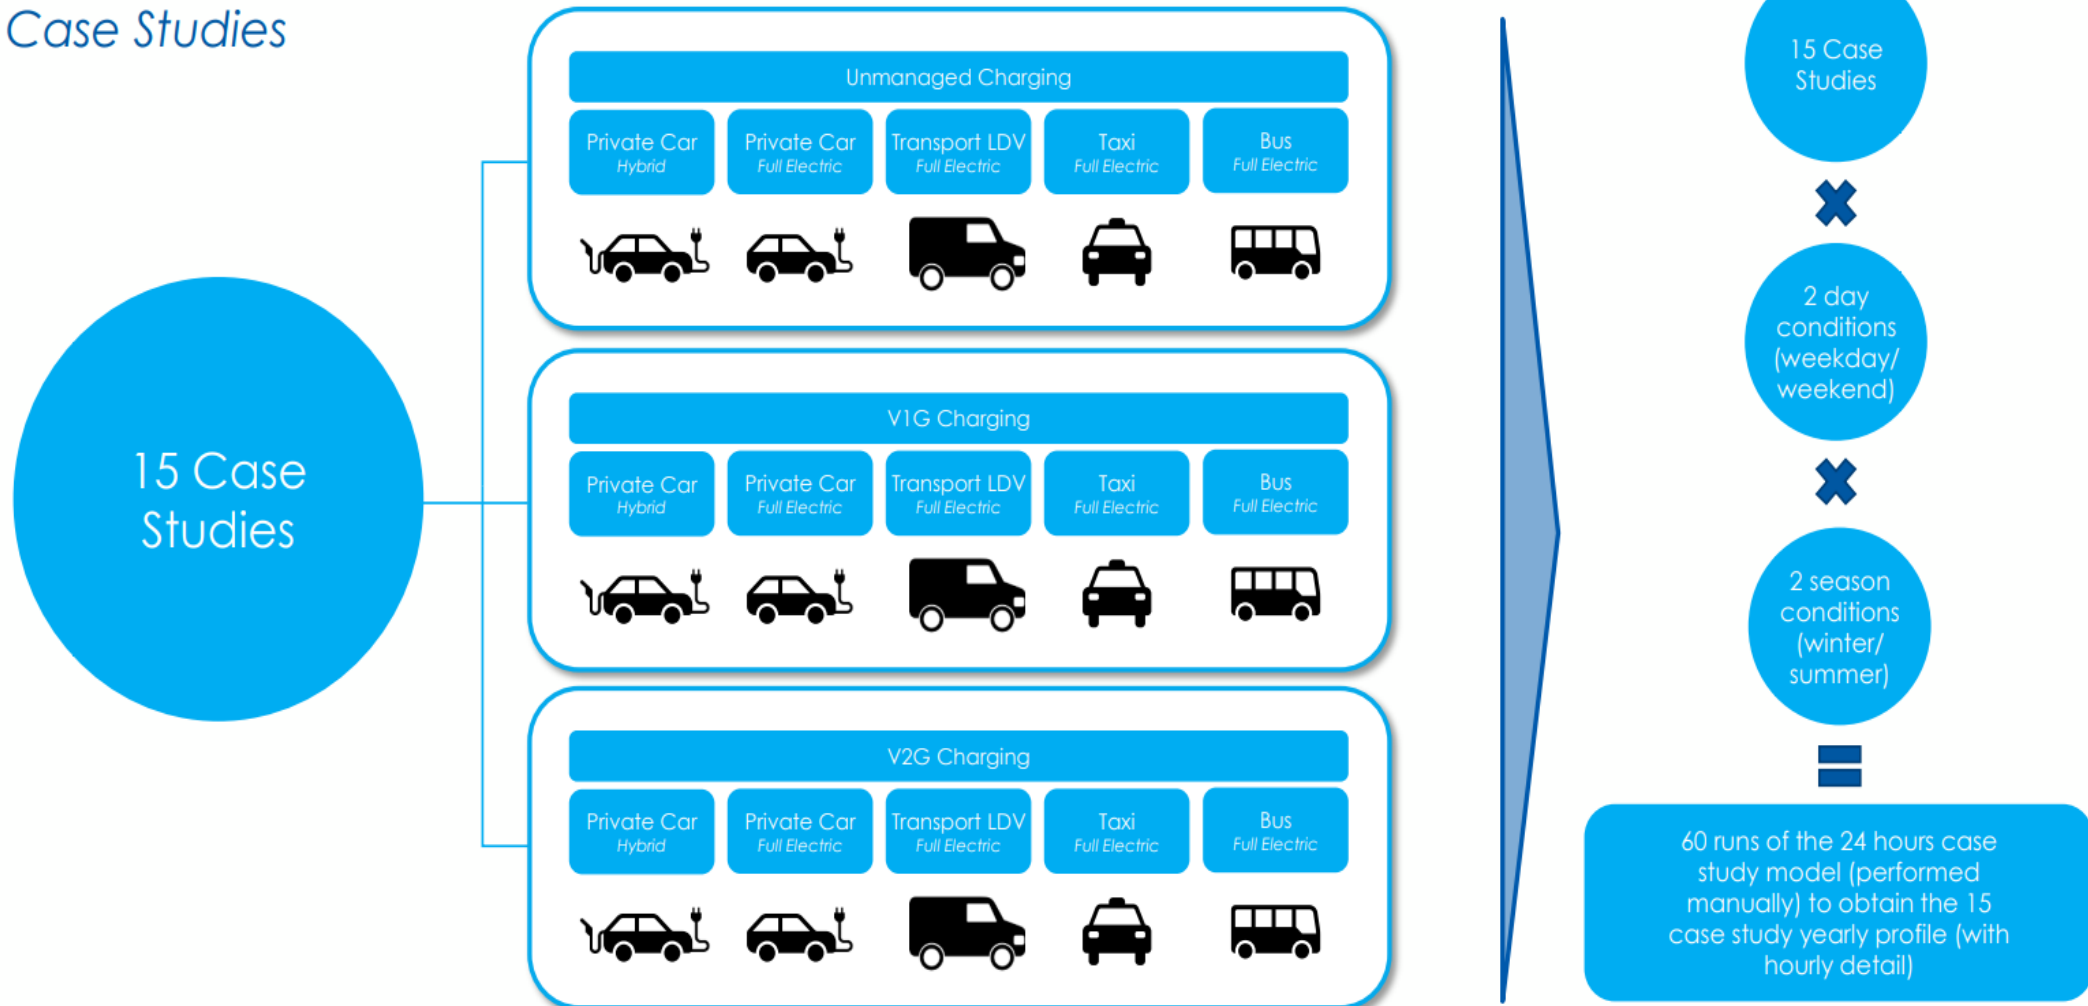 Case Studies
15 Case
Studies
Unmanaged Charging
Private Car
Hybrid
Private Car
Full Electric
Transport LDV
Full Electric
Taxi
Full Electric
Bus
Full Electric
V1G Charging
Private Car
Hybrid
Private Car
Full Electric
Transport LDV
Full Electric
Taxi
Full Electric
Bus
Full Electric
V2G Charging
Private Car
Hybrid
Private Car
Full Electric
Transport LDV
Full Electric
Taxi
Full Electric
Bus
Full Electric
15 Case
Studies
2 day
conditions
(weekday/
weekend)
2 season
conditions
(winter/
summer)
60 runs of the 24 hours case
study model (performed
manually) to obtain the 15
case study yearly profile (with
hourly detail)